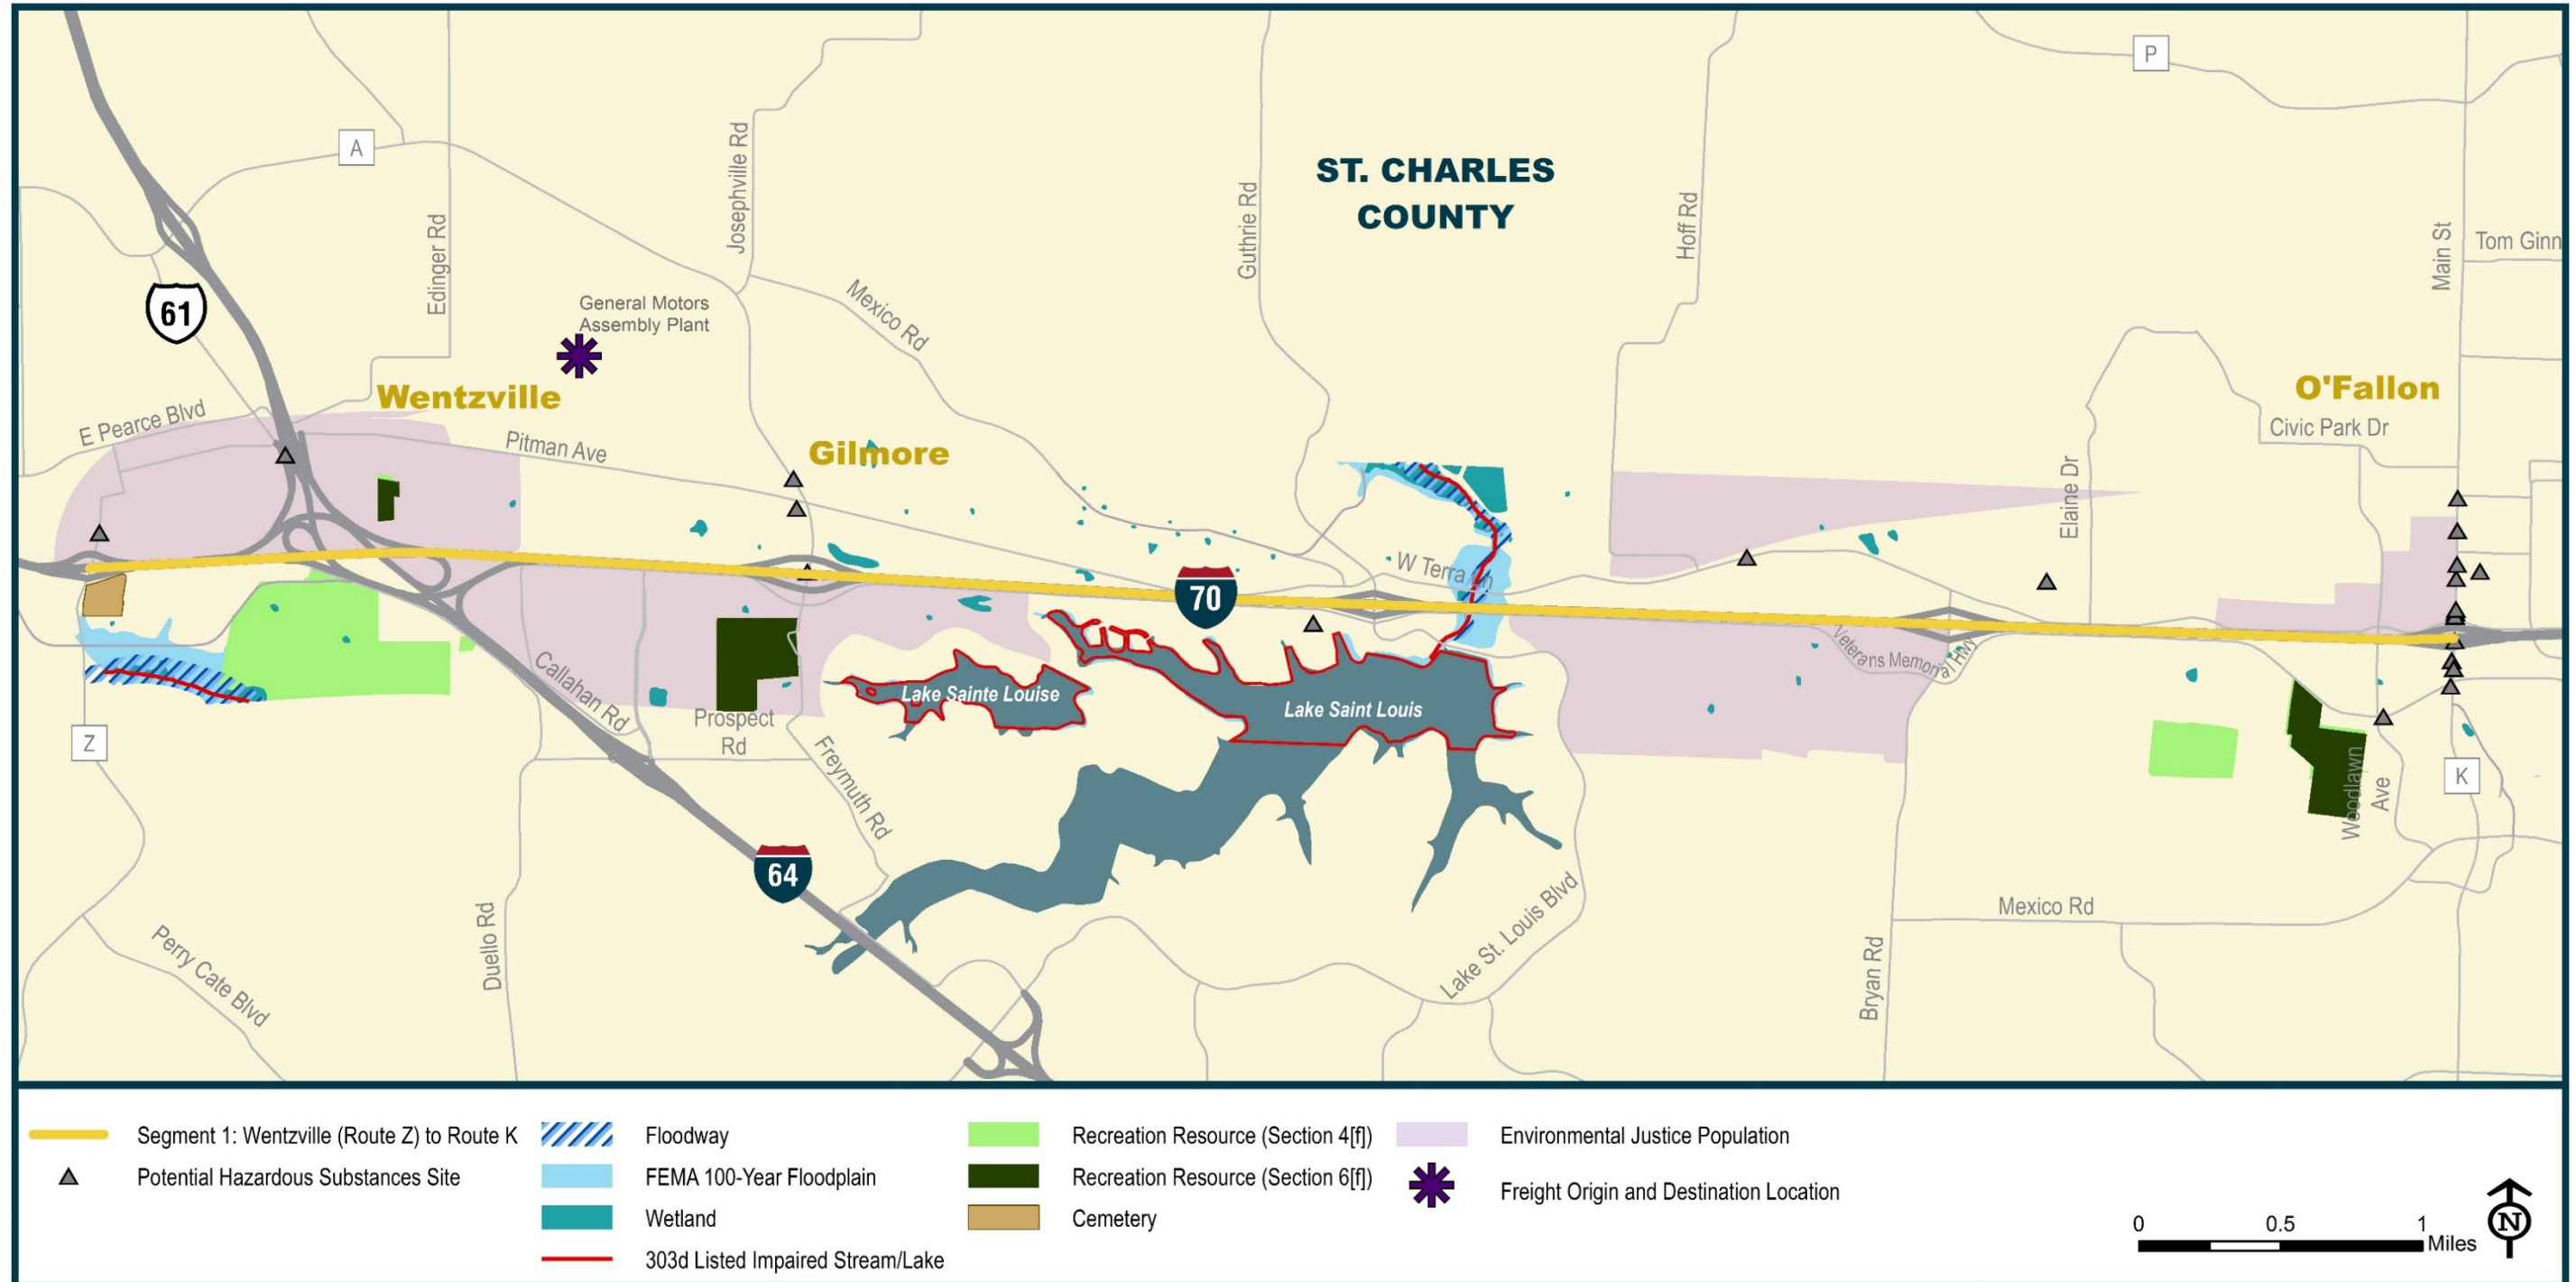 P
A
ST. CHARLES
COUNTY
Edinger Rd
Josephville Rd
Guthrie Rd
Hoff Rd
Main St
Tom Ginn
61
General Motors
Assembly Plant
Mexico Rd
Wentzville
O'Fallon
E Pearce Blvd
Pitman Ave
Gilmore
Civic Park Dr
Elaine Dr
W Terra Ln
70
Veterans Memorial Hwy
Callahan Rd
Lake Sainte Louise
Lake Saint Louis
Prospect
Rd
Z
Freymuth Rd
Woodlawn
Ave
K
64
Duello Rd
Perry Cate Blvd
Lake St. Louis Blvd
Mexico Rd
Bryan Rd
Segment 1: Wentzville (Route Z) to Route K
Potential Hazardous Substances Site
Floodway
FEMA 100-Year Floodplain
Wetland
303d Listed Impaired Stream/Lake
Recreation Resource (Section 4[f])
Recreation Resource (Section 6[f])
Cemetery
Environmental Justice Population
Freight Origin and Destination Location
0 0.5 1
Miles
N